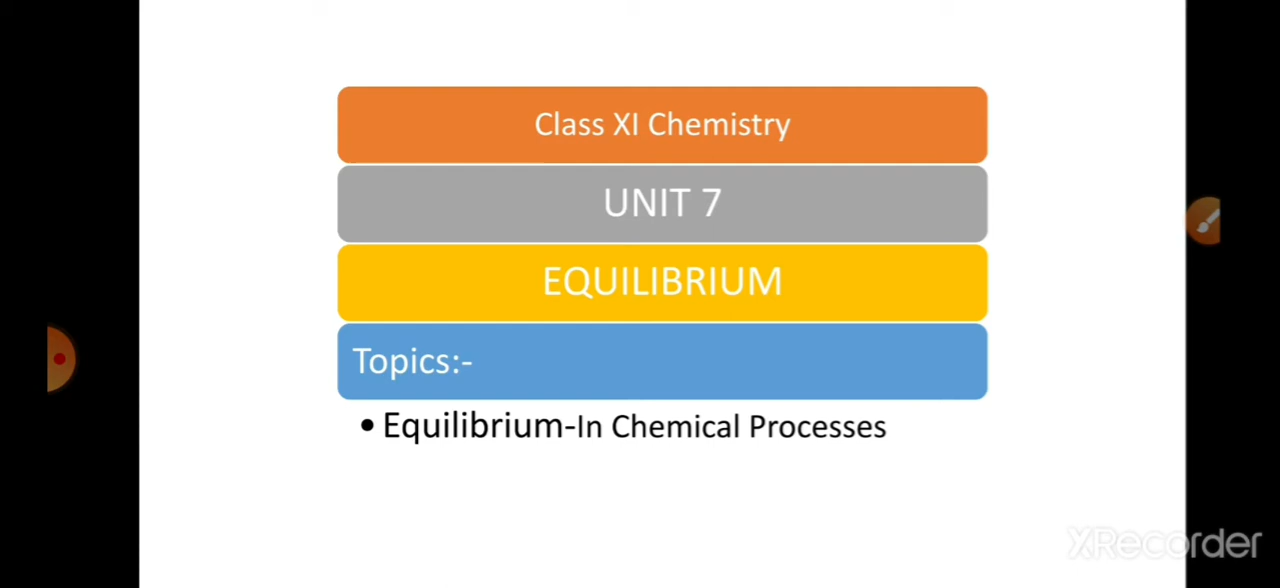 Class XI Chemistry
UNIT 7
EQUILIBRIUM
Topics:-
• Equilibrium-In Chemical Processes
XRecorder